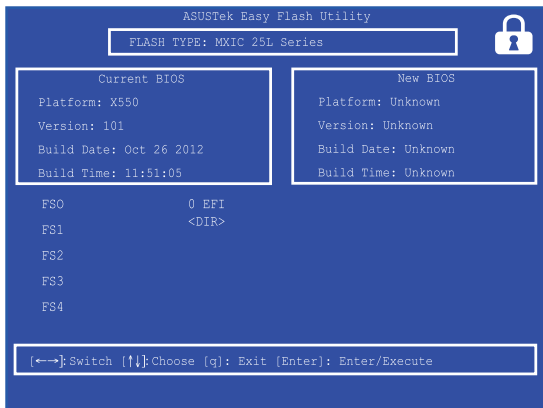 ASUSTek Easy Flash Utility
FLASH TYPE: MXIC 25L Series
Current BIOS
Platform: X550
Version: 101
Build Date: Oct 26 2012
Build Time: 11:51:05
New BIOS
Platform: Unknown
Version: Unknown
Build Date: Unknown
Build Time: Unknown
FSO 0 EFI
FS1 <DIR>
FS2
FS3
FS4
[←→]:Switch [↑↓]:Choose [q]: Exit [Enter]: Enter/Execute